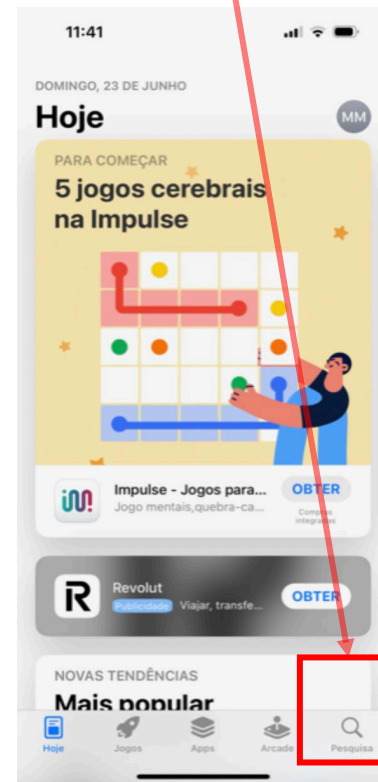 11:41
DOMINGO, 23 DE JUNHO
Hoje
MM
PARA COMEÇAR
5 jogos cerebrais
na Impulse
Impulse - Jogos para...
Jogo mentais,quebra-ca...
OBTER
Compras
integradas
Revolut
Publicidade Viajar, transfe...
OBTER
NOVAS TENDÊNCIAS
Mais popular
Hoje
Jogos
Apps
Arcade
Pesquisa